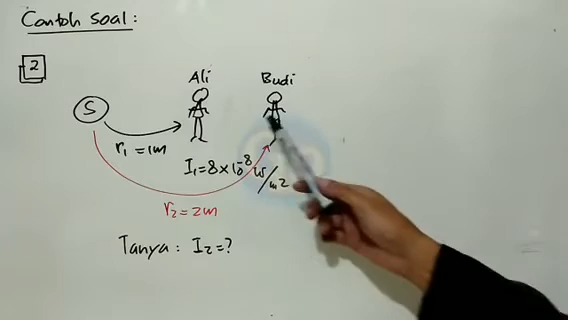 Contoh Soal :
2
Ali
Budi
S
r₁ = 1m
I₁ = 8 × 10⁻⁸ W/m2
r₂ = 2m
Tanya : I₂ = ?